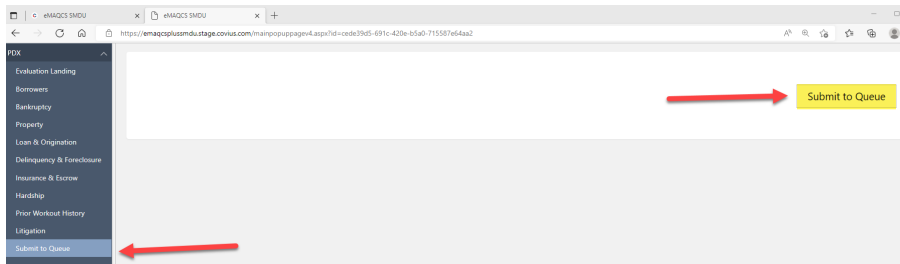 eMAQCS SMDU
eMAQCS SMDU
https://emaqcsplussmdu.stage.covius.com/mainpopuppagev4.aspx?id=cede39d5-691c-420e-b5a0-715587e64aa2
PDX
Evaluation Landing
Borrowers
Bankruptcy
Property
Loan & Origination
Delinquency & Foreclosure
Insurance & Escrow
Hardship
Prior Workout History
Litigation
Submit to Queue
Submit to Queue